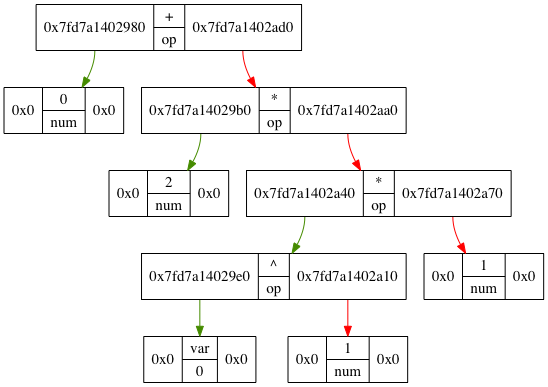 0x7fd7a1402980 + 0x7fd7a1402ad0
op
0x0 0 0x0
num
0x7fd7a14029b0 * 0x7fd7a1402aa0
op
0x0 2 0x0
num
0x7fd7a1402a40 * 0x7fd7a1402a70
op
0x7fd7a14029e0 ^ 0x7fd7a1402a10
op
0x0 1 0x0
num
0x0 var 0x0
0
0x0 1 0x0
num